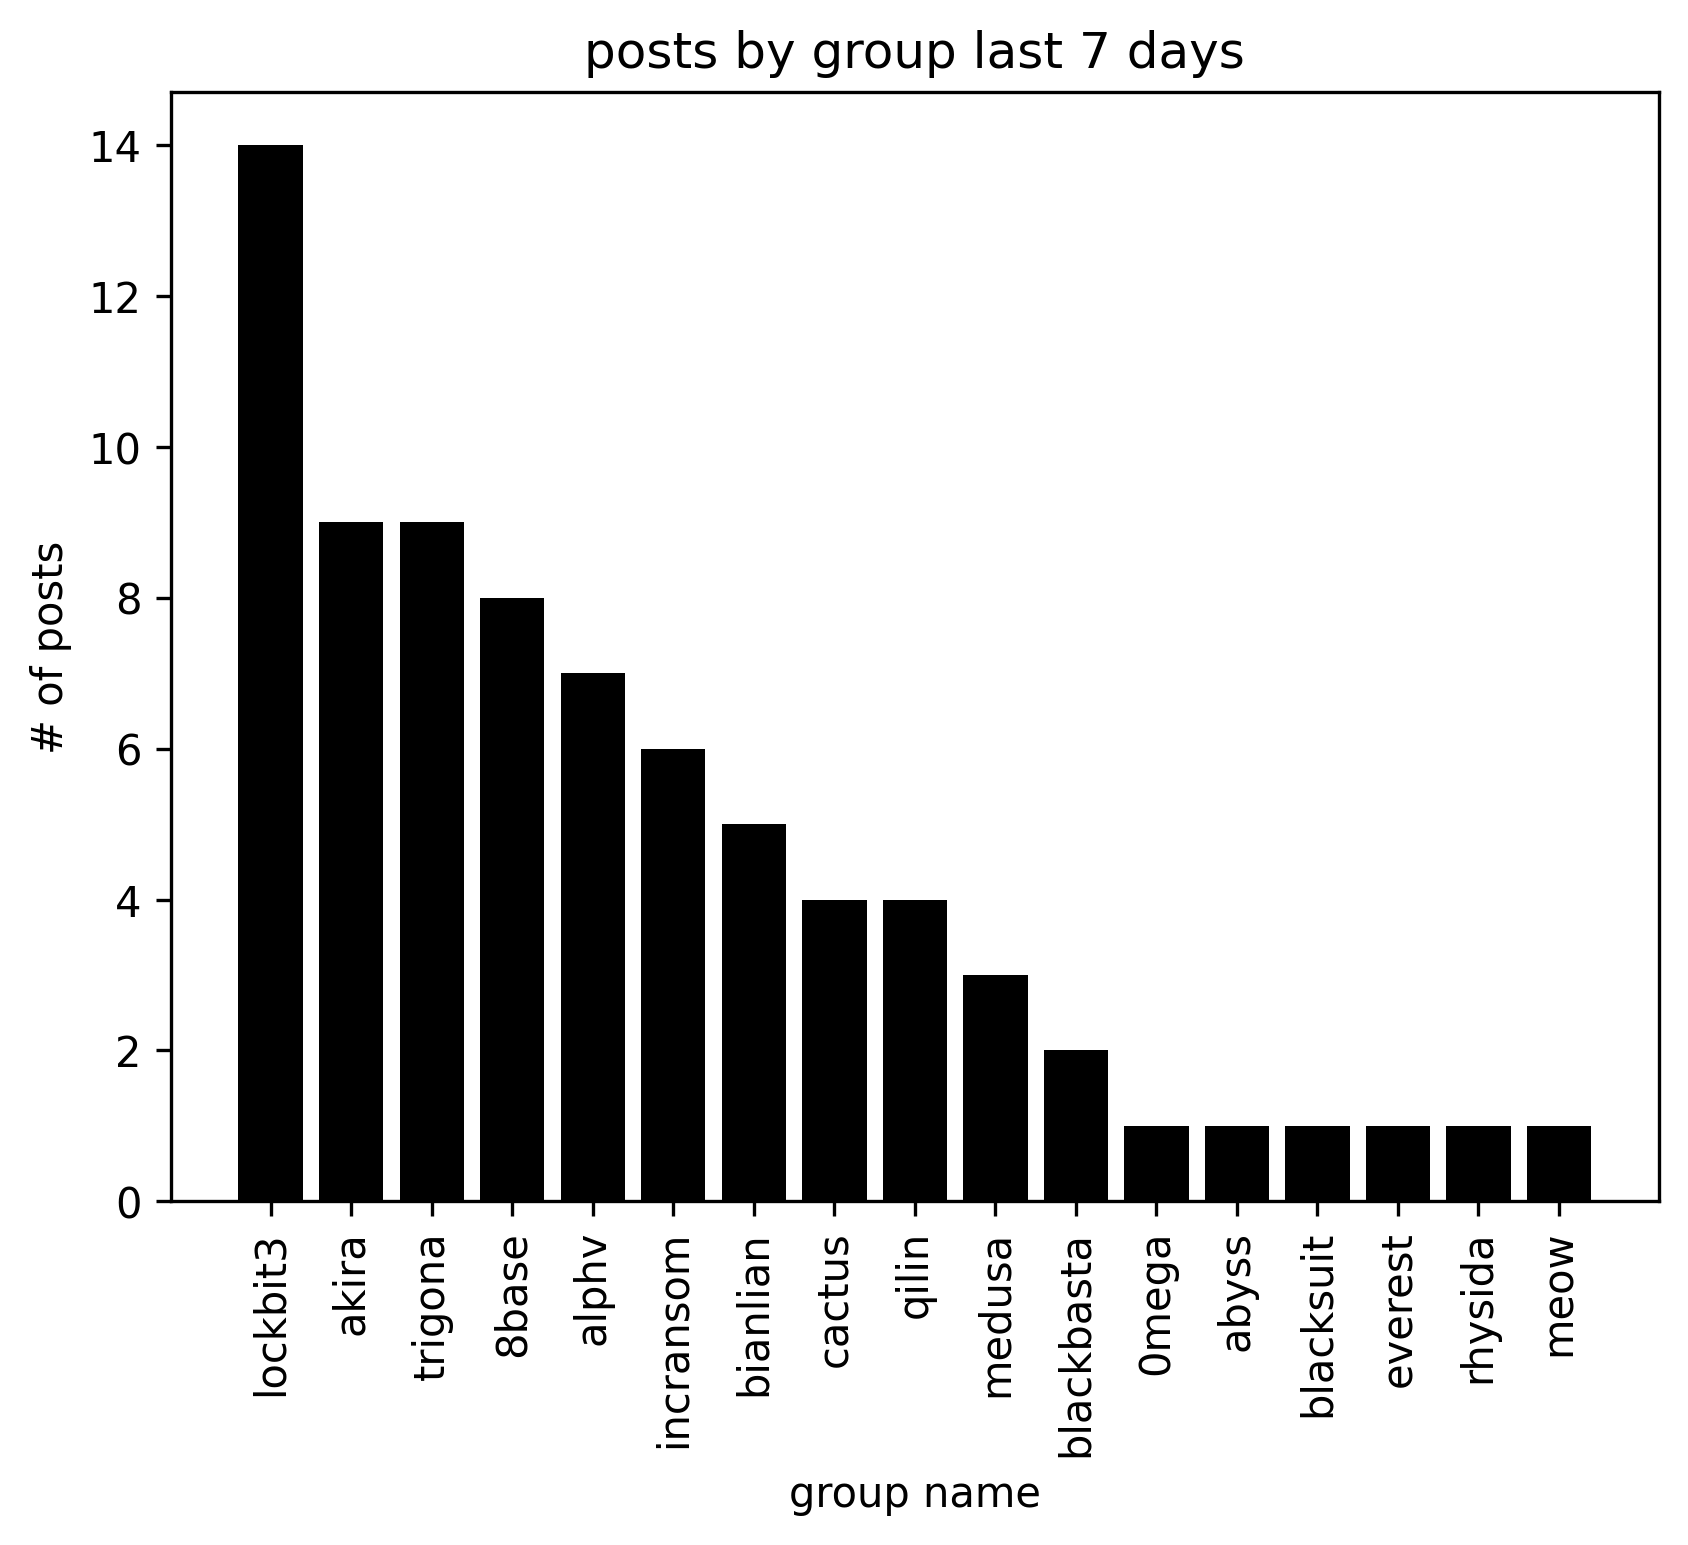 posts by group last 7 days
# of posts
14
12
10
8
6
4
2
0
lockbit3
akira
trigona
8base
alphv
incransom
bianlian
cactus
qilin
medusa
blackbasta
0mega
abyss
blacksuit
everest
rhysida
meow
group name